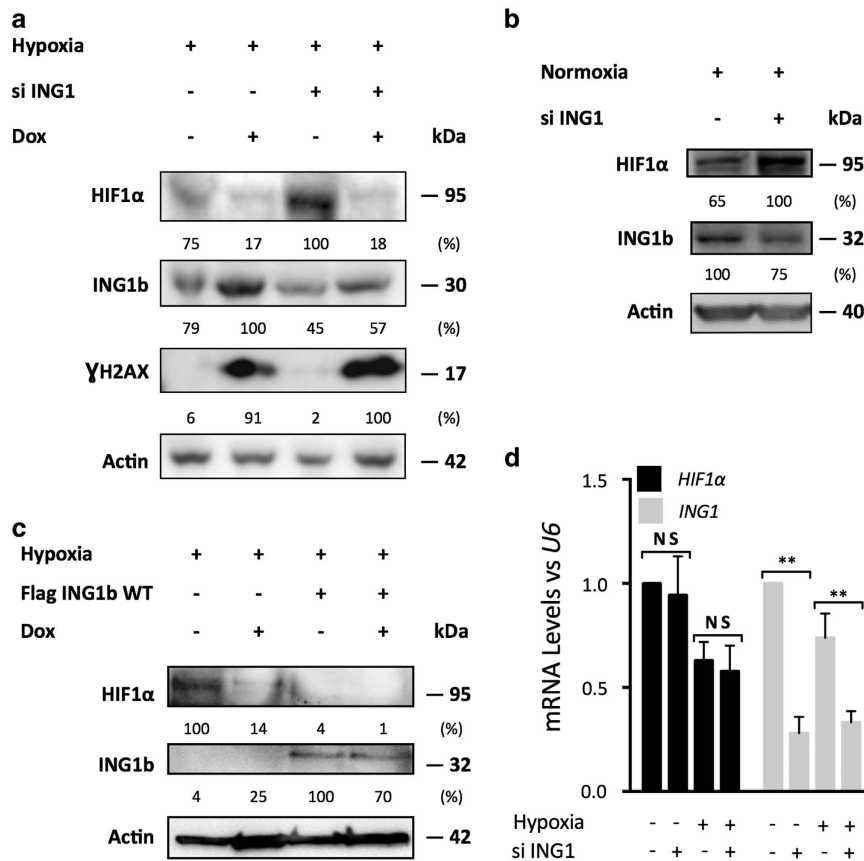 a
Hypoxia + + + +
si ING1 - - + +
Dox - + - + kDa
HIF1α — 95
75 17 100 18 (%)
ING1b — 30
79 100 45 57 (%)
ƔH2AX — 17
6 91 2 100 (%)
Actin — 42
b
Normoxia + +
si ING1 - + kDa
HIF1α — 95
65 100 (%)
ING1b — 32
100 75 (%)
Actin — 40
c
Hypoxia + + + +
Flag ING1b WT - - + +
Dox - + - + kDa
HIF1α — 95
100 14 4 1 (%)
ING1b — 32
4 25 100 70 (%)
Actin — 42
d
HIF1α
ING1
mRNA Levels vs U6
1.5
1.0
0.5
0.0
NS
NS
**
**
Hypoxia - - + + - - + +
si ING1 - + - + - + - +